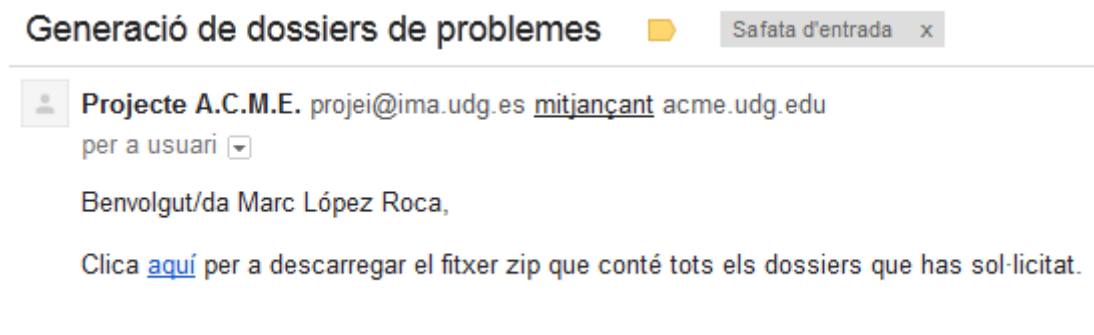 Generació de dossiers de problemes Safata d'entrada x
Projecte A.C.M.E. projei@ima.udg.es mitjançant acme.udg.edu
per a usuari
Benvolgut/da Marc López Roca,
Clica aquí per a descarregar el fitxer zip que conté tots els dossiers que has sol·licitat.